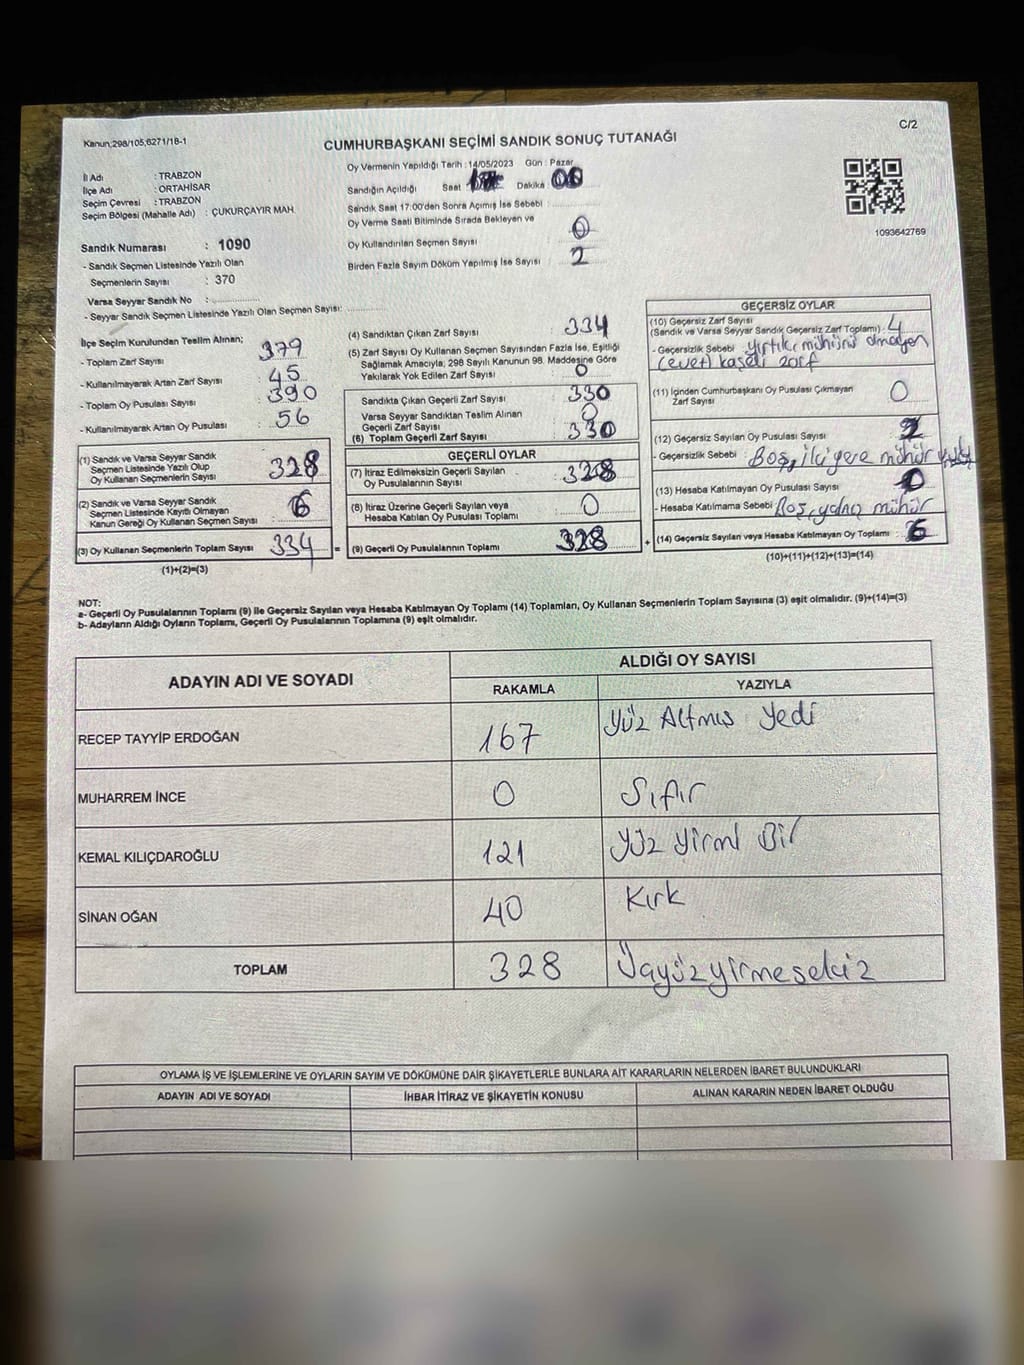 C/2
Kanun,298/105;6271/18-1
CUMHURBAŞKANI SEÇİMİ SANDIK SONUÇ TUTANAĞI
İl Adı : TRABZON
İlçe Adı : ORTAHİSAR
Seçim Çevresi : TRABZON
Seçim Bölgesi (Mahalle Adı) : ÇUKURÇAYIR MAH.
Sandık Numarası : 1090
- Sandık Seçmen Listesinde Yazılı Olan
Seçmenlerin Sayısı : 370
Varsa Seyyar Sandık No :
- Seyyar Sandık Seçmen Listesinde Yazılı Olan Seçmen Sayısı:
Oy Vermenin Yapıldığı Tarih : 14/05/2023 Gün : Pazar
Sandığın Açıldığı Saat Dakika : 00
Sandık Saat 17:00'den Sonra Açımış İse Sebebi :
Oy Verme Saati Bitiminde Sırada Bekleyen ve
Oy Kullandırılan Seçmen Sayısı : 0
Birden Fazla Sayım Döküm Yapılmış İse Sayısı : 2
1093642769
İlçe Seçim Kurulundan Teslim Alınan;
- Toplam Zarf Sayısı : 379
- Kullanılmayarak Artan Zarf Sayısı : 45
- Toplam Oy Pusulası Sayısı : 390
- Kullanılmayarak Artan Oy Pusulası : 56
(1) Sandık ve Varsa Seyyar Sandık
Seçmen Listesinde Yazılı Olup
Oy Kullanan Seçmenlerin Sayısı : 328
(2) Sandık ve Varsa Seyyar Sandık
Seçmen Listesinde Kayıtlı Olmayan
Kanun Gereği Oy Kullanan Seçmen Sayısı : 6
(3) Oy Kullanan Seçmenlerin Toplam Sayısı : 334
(1)+(2)=(3)
(4) Sandıktan Çıkan Zarf Sayısı : 334
(5) Zarf Sayısı Oy Kullanan Seçmen Sayısından Fazla İse, Eşitliği
Sağlamak Amacıyla; 298 Sayılı Kanunun 98. Maddesine Göre
Yakılarak Yok Edilen Zarf Sayısı : 0
Sandıkta Çıkan Geçerli Zarf Sayısı : 330
Varsa Seyyar Sandıktan Teslim Alınan
Geçerli Zarf Sayısı : 0
(6) Toplam Geçerli Zarf Sayısı : 330
GEÇERLİ OYLAR
(7) İtiraz Edilmeksizin Geçerli Sayılan
Oy Pusulalarının Sayısı : 328
(8) İtiraz Üzerine Geçerli Sayılan veya
Hesaba Katılan Oy Pusulası Toplamı : 0
= (9) Geçerli Oy Pusulalarının Toplamı : 328
GEÇERSİZ OYLAR
(10) Geçersiz Zarf Sayısı
(Sandık ve Varsa Seyyar Sandık Geçersiz Zarf Toplamı) : 4
- Geçersizlik Sebebi : yırtık, mühürü olmayan
(evet) kaşeli zarf
(11) İçinden Cumhurbaşkanı Oy Pusulası Çıkmayan
Zarf Sayısı : 0
(12) Geçersiz Sayılan Oy Pusulası Sayısı : 2
- Geçersizlik Sebebi : Boş, iki yere mühür
(13) Hesaba Katılmayan Oy Pusulası Sayısı : 0
- Hesaba Katılmama Sebebi : Boş, mühür
+ (14) Geçersiz Sayılan veya Hesaba Katılmayan Oy Toplamı : 6
(10)+(11)+(12)+(13)=(14)
NOT:
a- Geçerli Oy Pusulalarının Toplamı (9) ile Geçersiz Sayılan veya Hesaba Katılmayan Oy Toplamı (14) Toplamları, Oy Kullanan Seçmenlerin Toplam Sayısına (3) eşit olmalıdır. (9)+(14)=(3)
b- Adayların Aldığı Oyların Toplamı, Geçerli Oy Pusulalarının Toplamına (9) eşit olmalıdır.
ADAYIN ADI VE SOYADI
ALDIĞI OY SAYISI
RAKAMLA YAZIYLA
RECEP TAYYİP ERDOĞAN 167 Yüz Altmış Yedi
MUHARREM İNCE 0 Sıfır
KEMAL KILIÇDAROĞLU 121 Yüz Yirmi Bir
SİNAN OĞAN 40 Kırk
TOPLAM 328 Üçyüzyirmesekiz
OYLAMA İŞ VE İŞLEMLERİNE VE OYLARIN SAYIM VE DÖKÜMÜNE DAİR ŞİKAYETLERLE BUNLARA AİT KARARLARIN NELERDEN İBARET BULUNDUKLARI
ADAYIN ADI VE SOYADI İHBAR İTİRAZ VE ŞİKAYETİN KONUSU ALINAN KARARIN NEDEN İBARET OLDUĞU